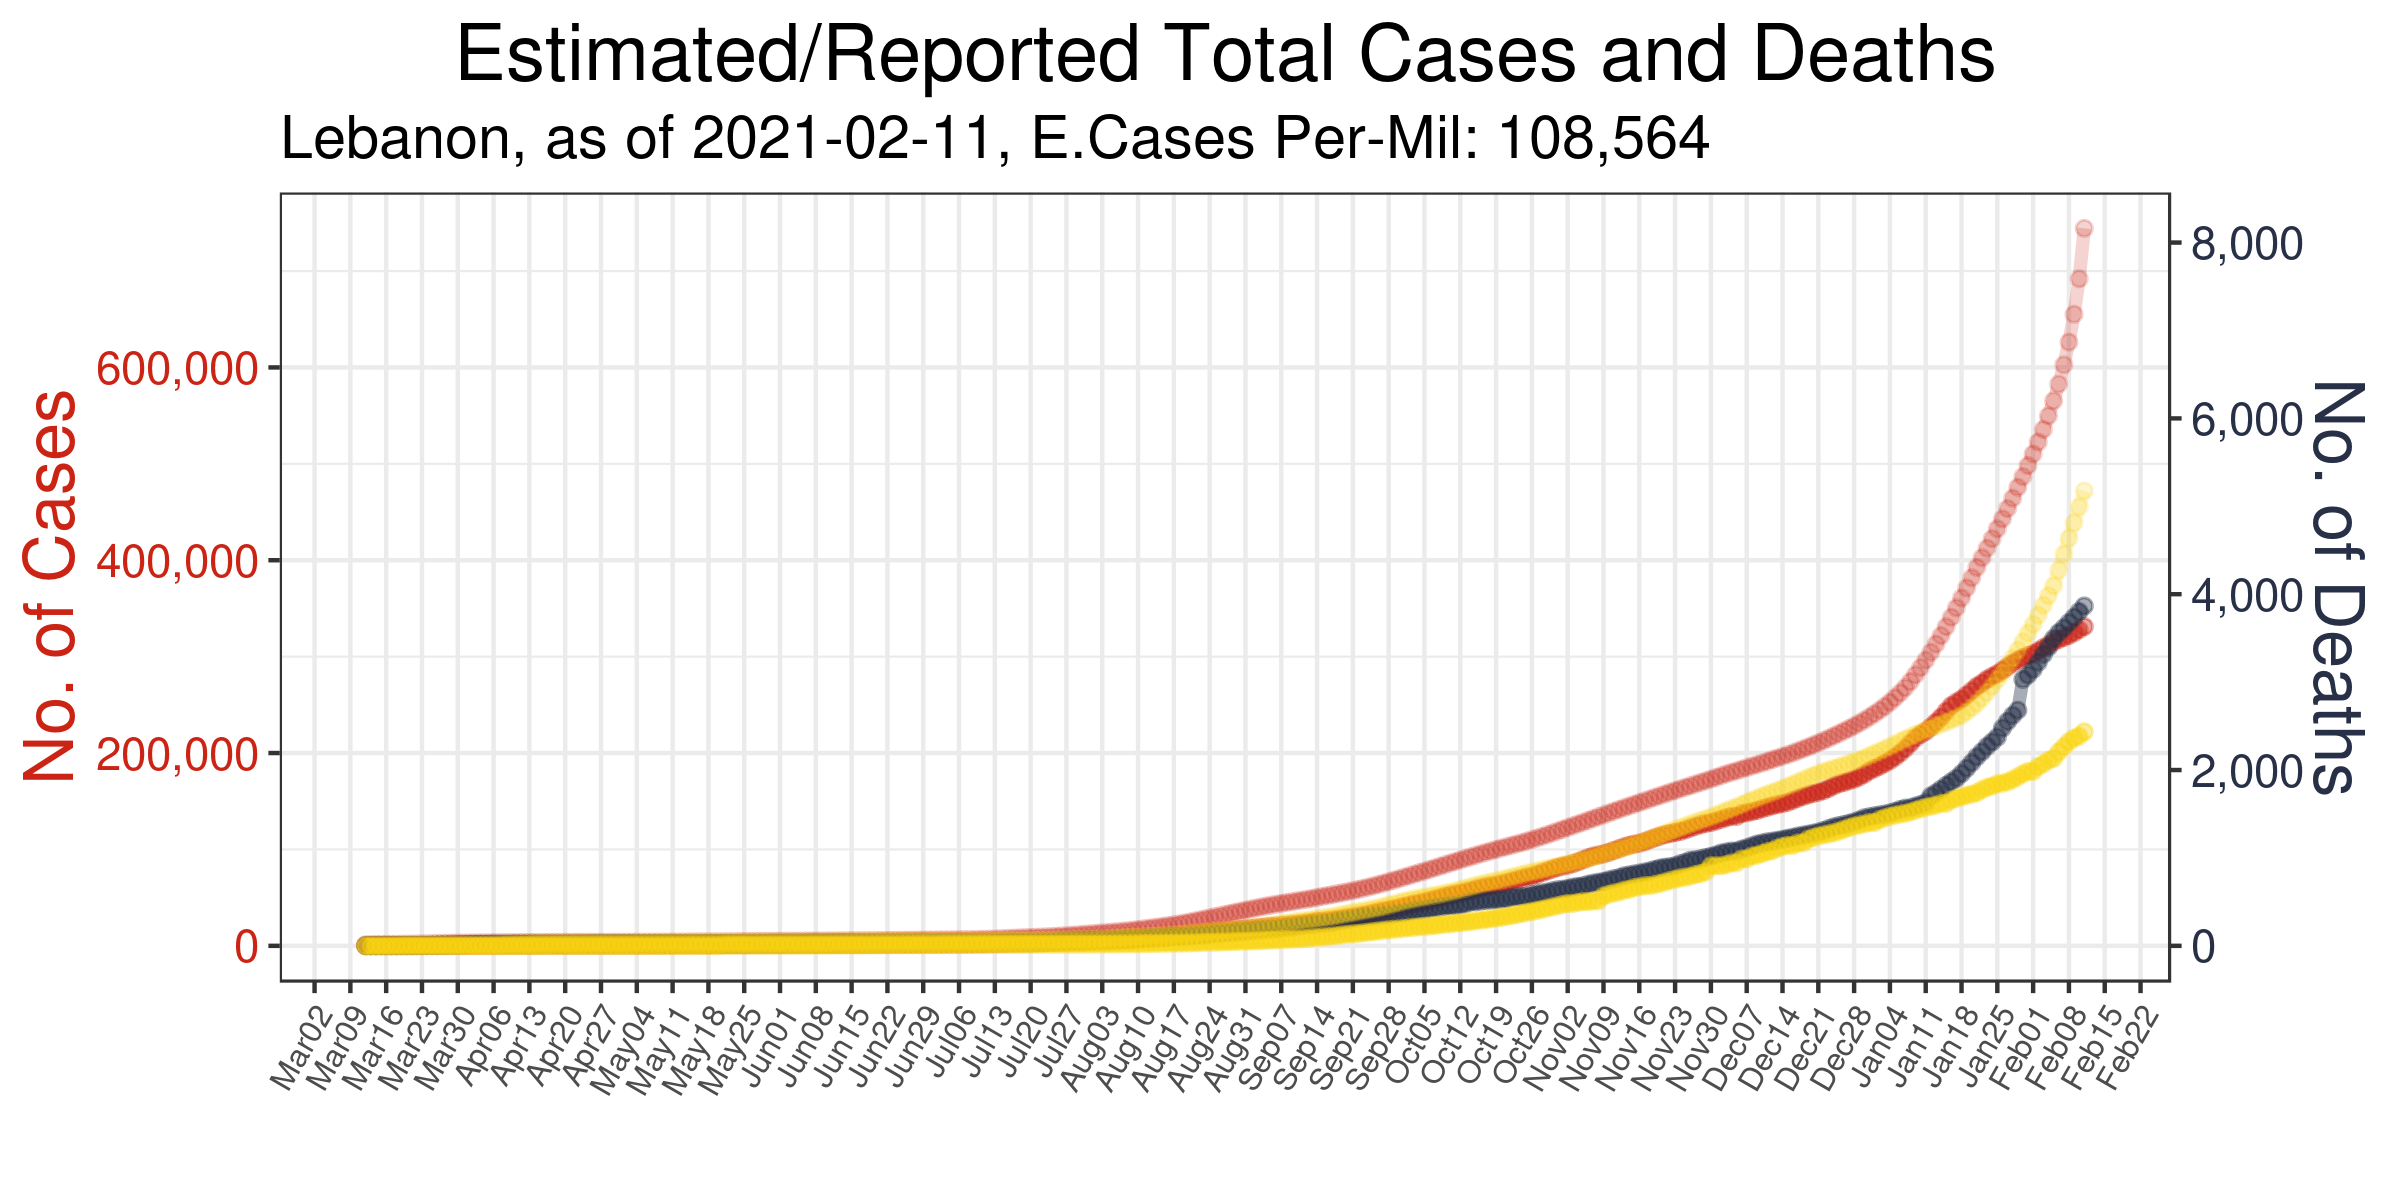 Estimated/Reported Total Cases and Deaths
Lebanon, as of 2021-02-11, E.Cases Per-Mil: 108,564
No. of Cases
600,000
400,000
200,000
0
8,000
6,000
4,000
2,000
0
No. of Deaths
Mar02
Mar09
Mar16
Mar23
Mar30
Apr06
Apr13
Apr20
Apr27
May04
May11
May18
May25
Jun01
Jun08
Jun15
Jun22
Jun29
Jul06
Jul13
Jul20
Jul27
Aug03
Aug10
Aug17
Aug24
Aug31
Sep07
Sep14
Sep21
Sep28
Oct05
Oct12
Oct19
Oct26
Nov02
Nov09
Nov16
Nov23
Nov30
Dec07
Dec14
Dec21
Dec28
Jan04
Jan11
Jan18
Jan25
Feb01
Feb08
Feb15
Feb22